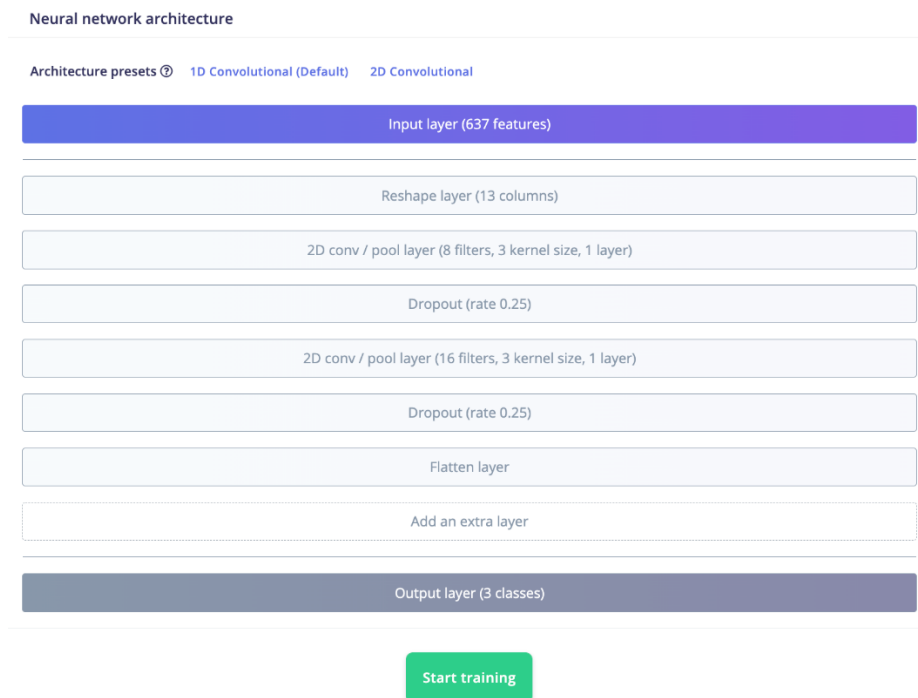 Neural network architecture
Architecture presets 1D Convolutional (Default) 2D Convolutional
Input layer (637 features)
Reshape layer (13 columns)
2D conv / pool layer (8 filters, 3 kernel size, 1 layer)
Dropout (rate 0.25)
2D conv / pool layer (16 filters, 3 kernel size, 1 layer)
Dropout (rate 0.25)
Flatten layer
Add an extra layer
Output layer (3 classes)
Start training